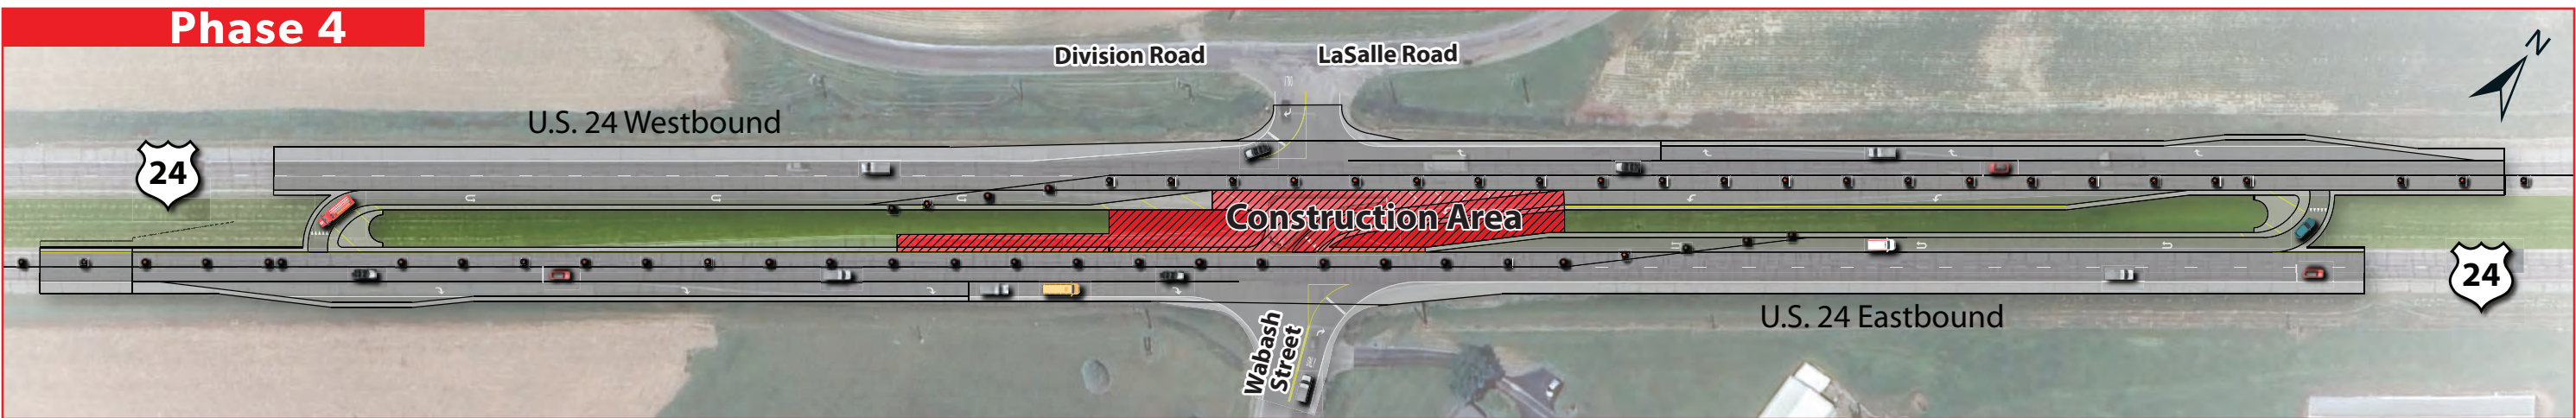 Phase 4
Division Road
LaSalle Road
N
U.S. 24 Westbound
24
Construction Area
24
U.S. 24 Eastbound
Wabash
Street